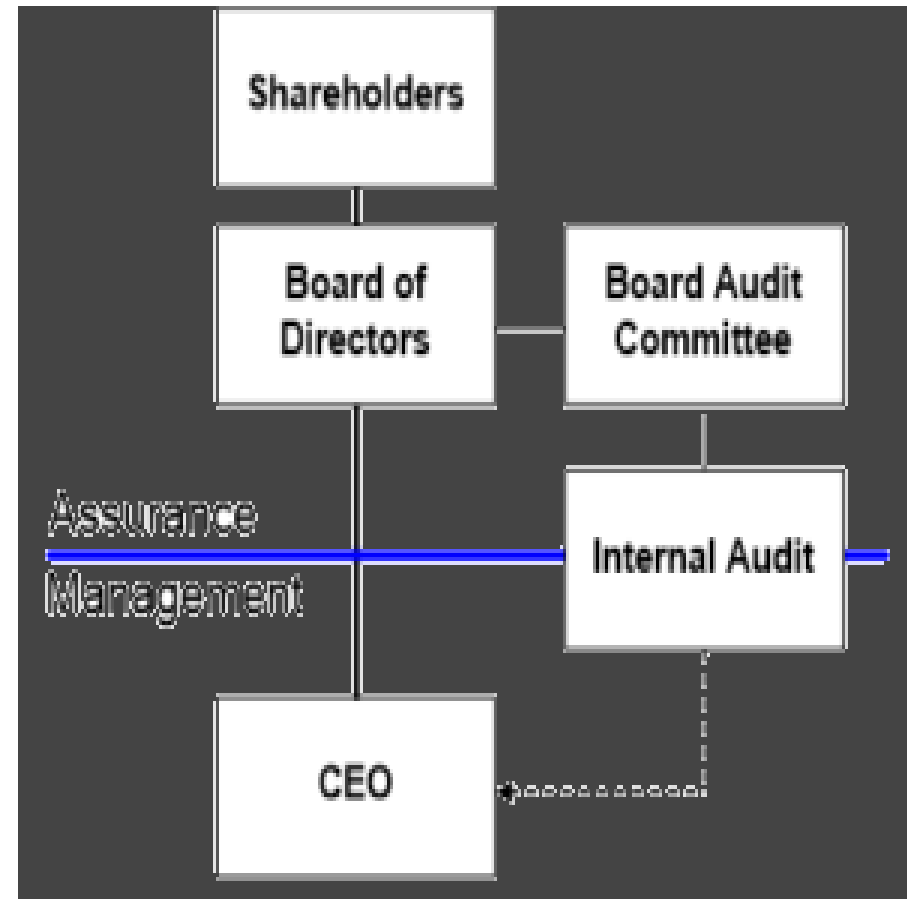 Shareholders
Board of
Directors
Board Audit
Committee
Assurance
Internal Audit
Management
CEO